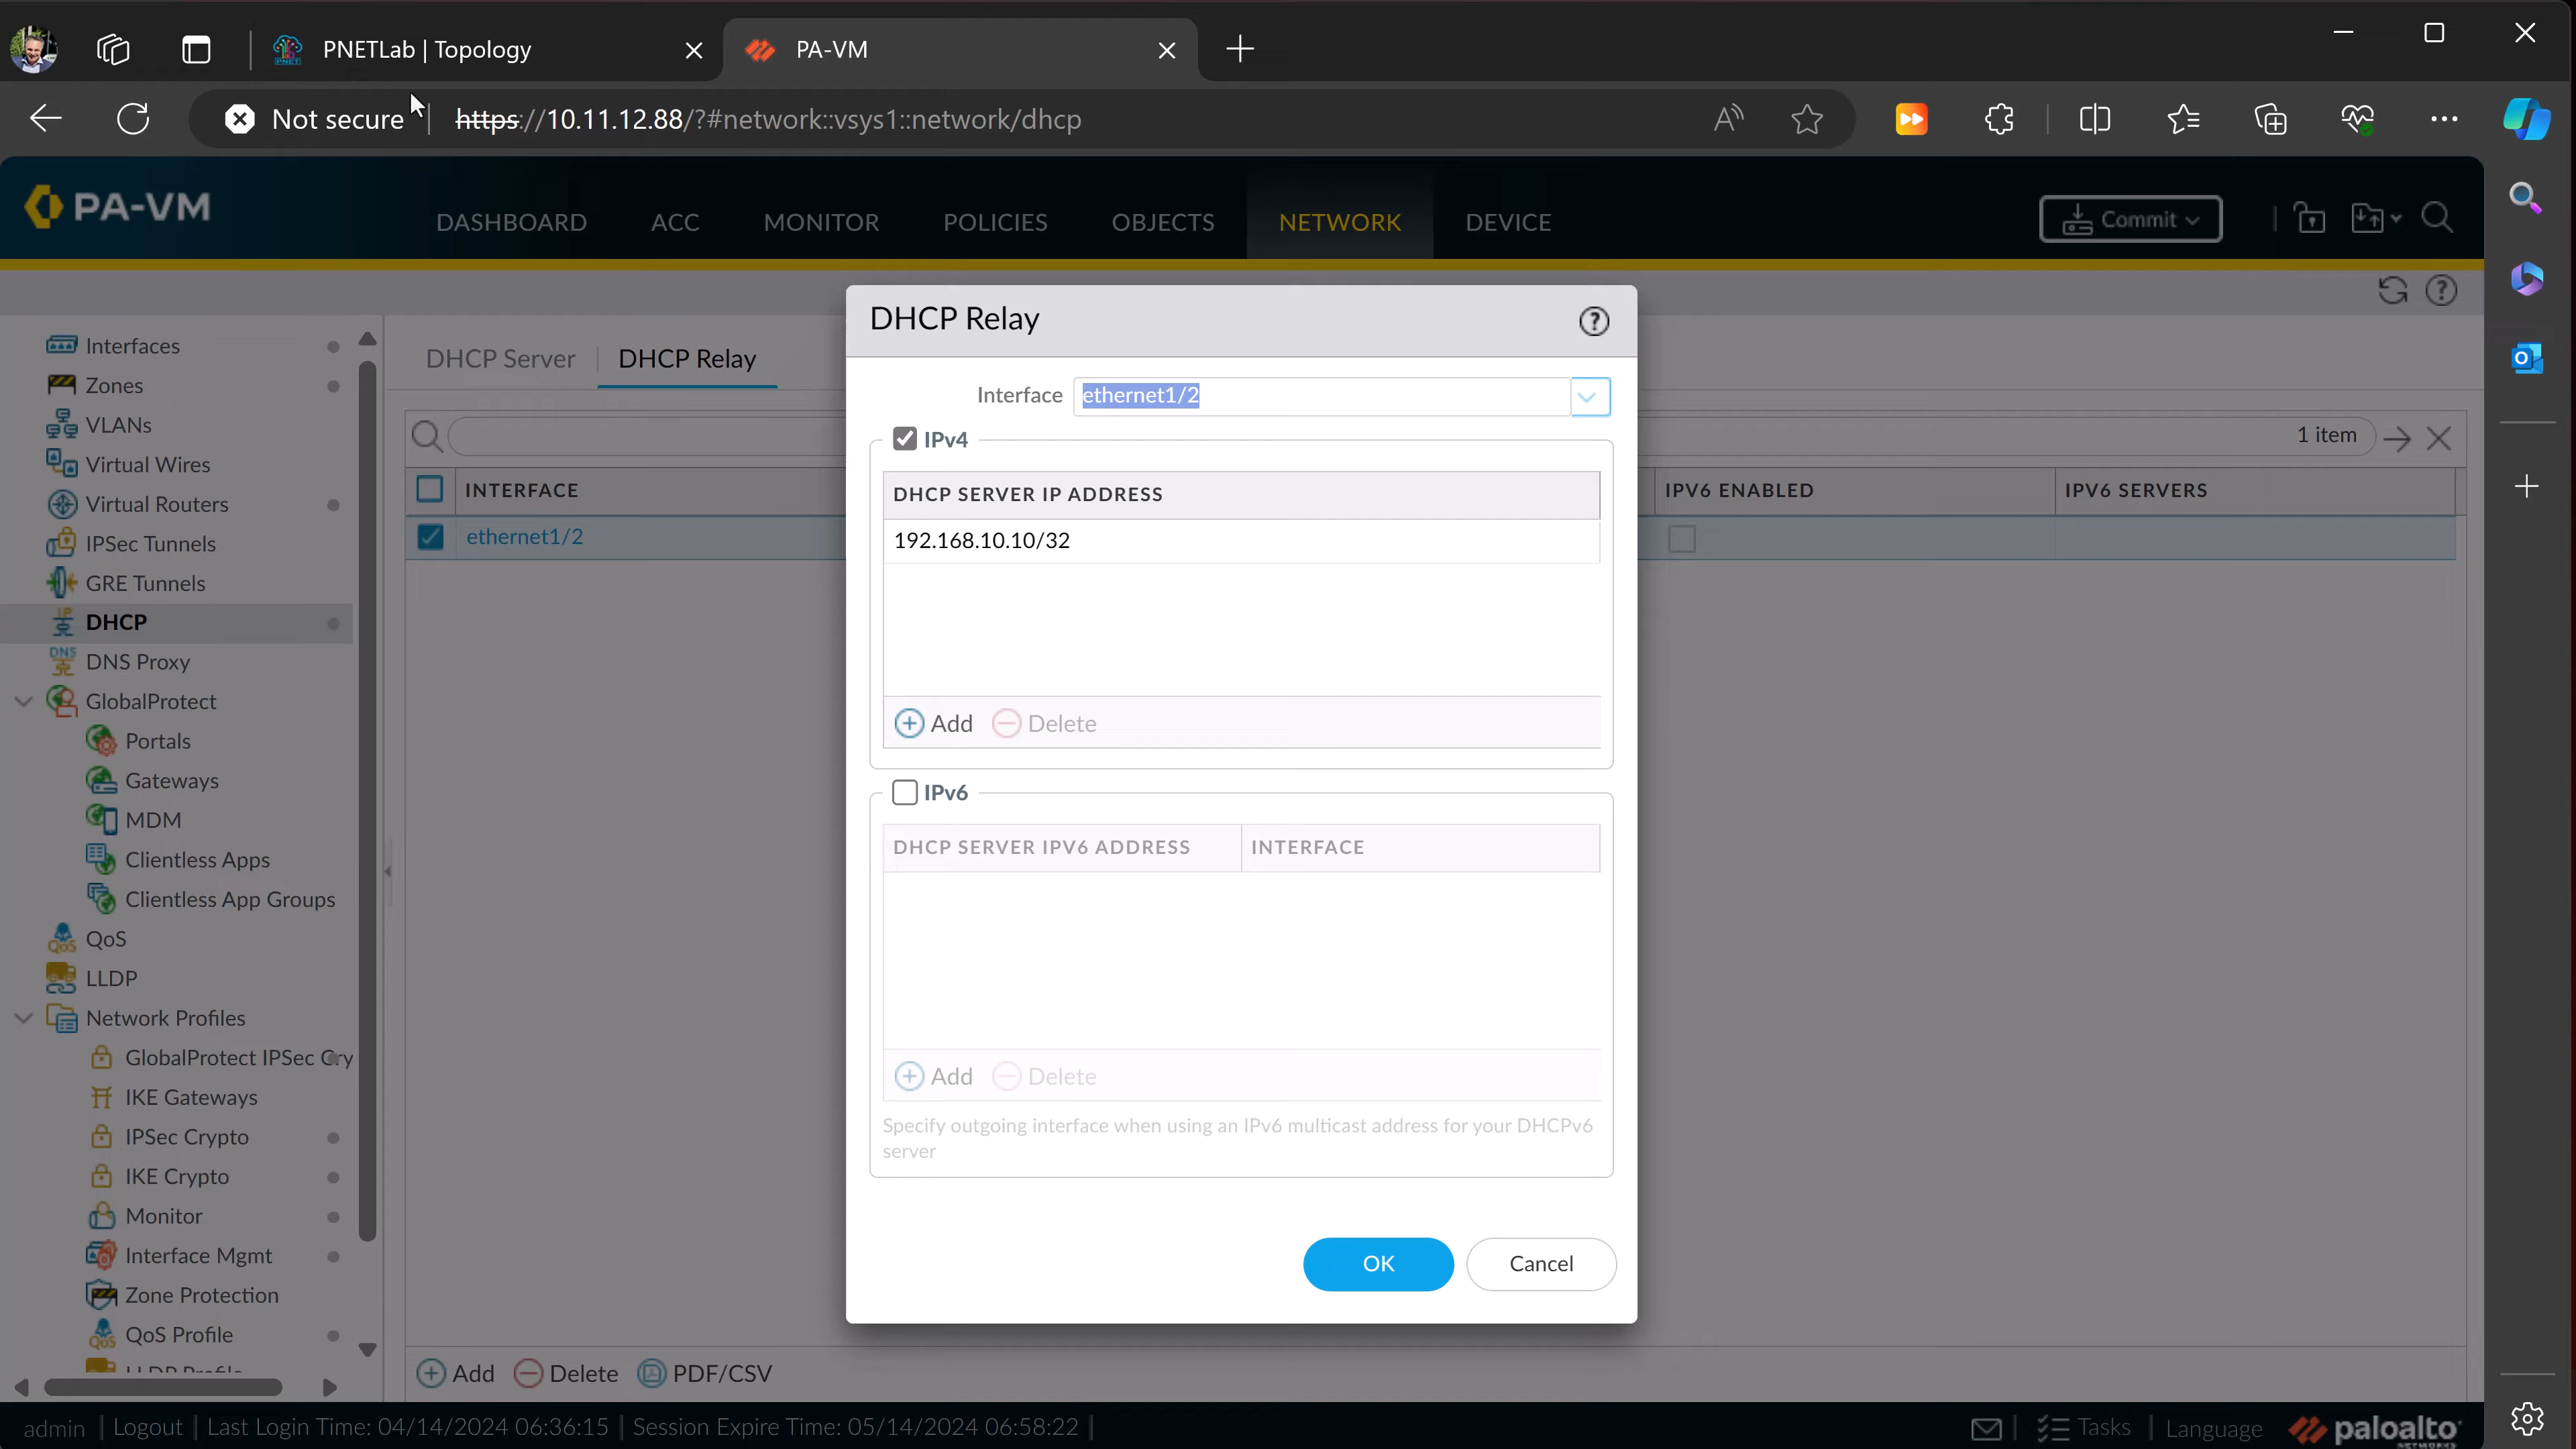 PNETLab | Topology
PA-VM
Not secure
https://10.11.12.88/?#network::vsys1::network/dhcp
PA-VM
DASHBOARD
ACC
MONITOR
POLICIES
OBJECTS
NETWORK
DEVICE
Commit
Interfaces
Zones
VLANs
Virtual Wires
Virtual Routers
IPSec Tunnels
GRE Tunnels
DHCP
DNS Proxy
GlobalProtect
Portals
Gateways
MDM
Clientless Apps
Clientless App Groups
QoS
LLDP
Network Profiles
GlobalProtect IPSec Cry
IKE Gateways
IPSec Crypto
IKE Crypto
Monitor
Interface Mgmt
Zone Protection
QoS Profile
LLDP Profile
DHCP Server
DHCP Relay
1 item
INTERFACE
IPV6 ENABLED
IPV6 SERVERS
ethernet1/2
DHCP Relay
Interface
ethernet1/2
IPv4
DHCP SERVER IP ADDRESS
192.168.10.10/32
Add
Delete
IPv6
DHCP SERVER IPV6 ADDRESS
INTERFACE
Add
Delete
Specify outgoing interface when using an IPv6 multicast address for your DHCPv6
server
OK
Cancel
Add
Delete
PDF/CSV
admin | Logout | Last Login Time: 04/14/2024 06:36:15 | Session Expire Time: 05/14/2024 06:58:22 |
Tasks
Language
paloalto
NETWORKS